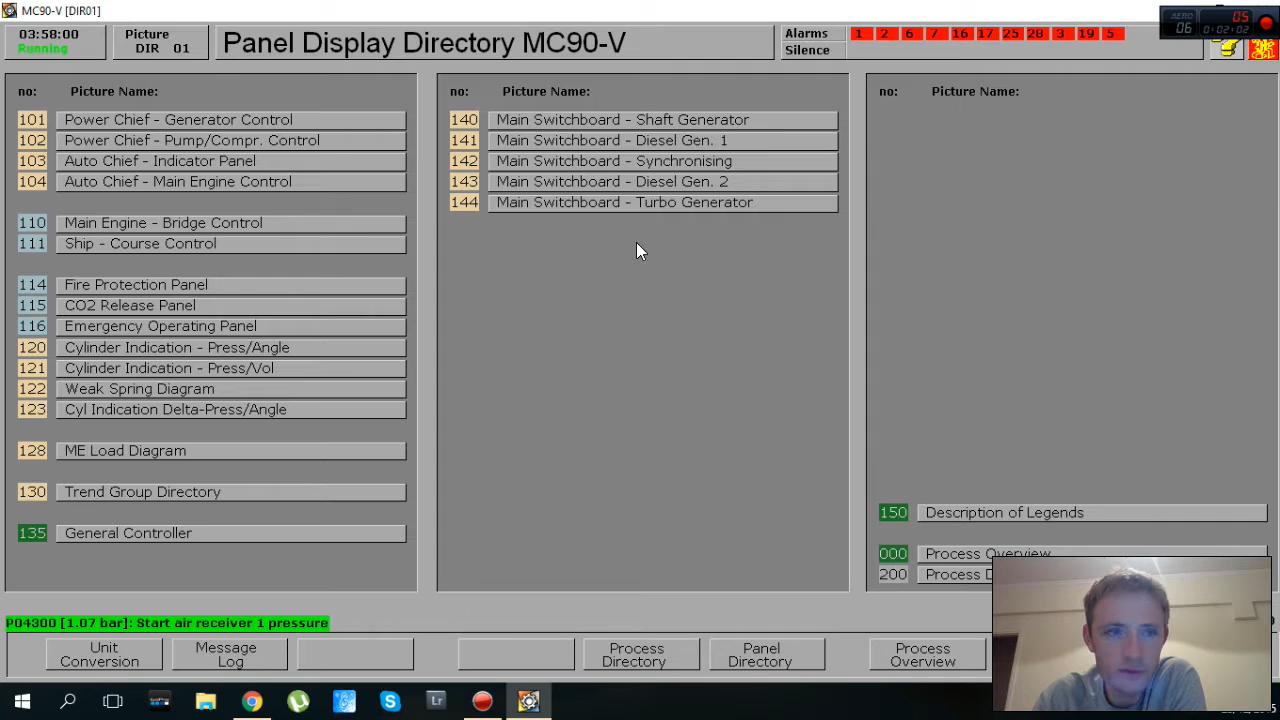 MC90-V [DIR01]
03:58:00
Running
Picture
DIR 01
Panel Display Directory MC90-V
Alarms
Silence
1 2 6 7 16 17 25 28 3 19 5
AERO
06
05
0:02:02
no: Picture Name:
101 Power Chief - Generator Control
102 Power Chief - Pump/Compr. Control
103 Auto Chief - Indicator Panel
104 Auto Chief - Main Engine Control
110 Main Engine - Bridge Control
111 Ship - Course Control
114 Fire Protection Panel
115 CO2 Release Panel
116 Emergency Operating Panel
120 Cylinder Indication - Press/Angle
121 Cylinder Indication - Press/Vol
122 Weak Spring Diagram
123 Cyl Indication Delta-Press/Angle
128 ME Load Diagram
130 Trend Group Directory
135 General Controller
no: Picture Name:
140 Main Switchboard - Shaft Generator
141 Main Switchboard - Diesel Gen. 1
142 Main Switchboard - Synchronising
143 Main Switchboard - Diesel Gen. 2
144 Main Switchboard - Turbo Generator
no: Picture Name:
150 Description of Legends
000 Process Overview
200 Process
P04300 [1.07 bar]: Start air receiver 1 pressure
Unit
Conversion
Message
Log
Process
Directory
Panel
Directory
Process
Overview
Lr